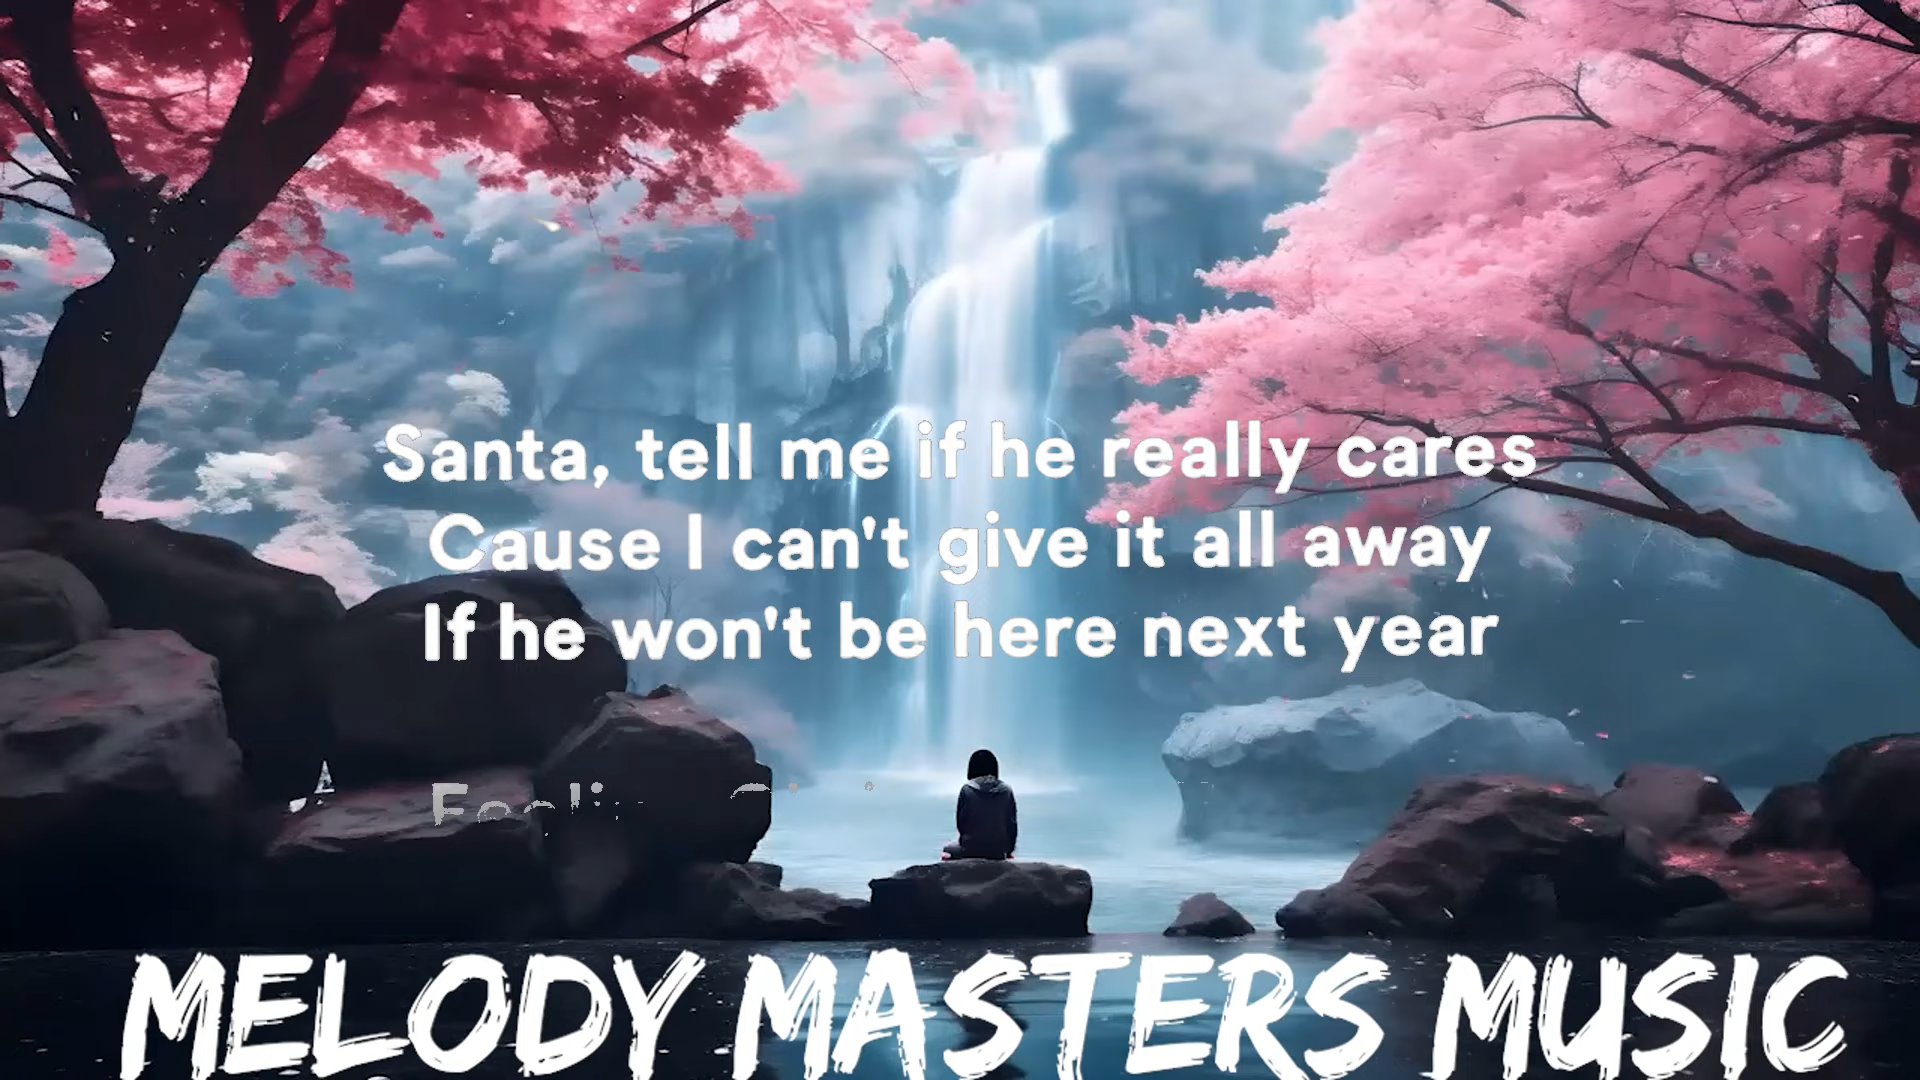 Santa, tell me if he really cares
Cause I can't give it all away
If he won't be here next year
MELODY MASTERS MUSIC